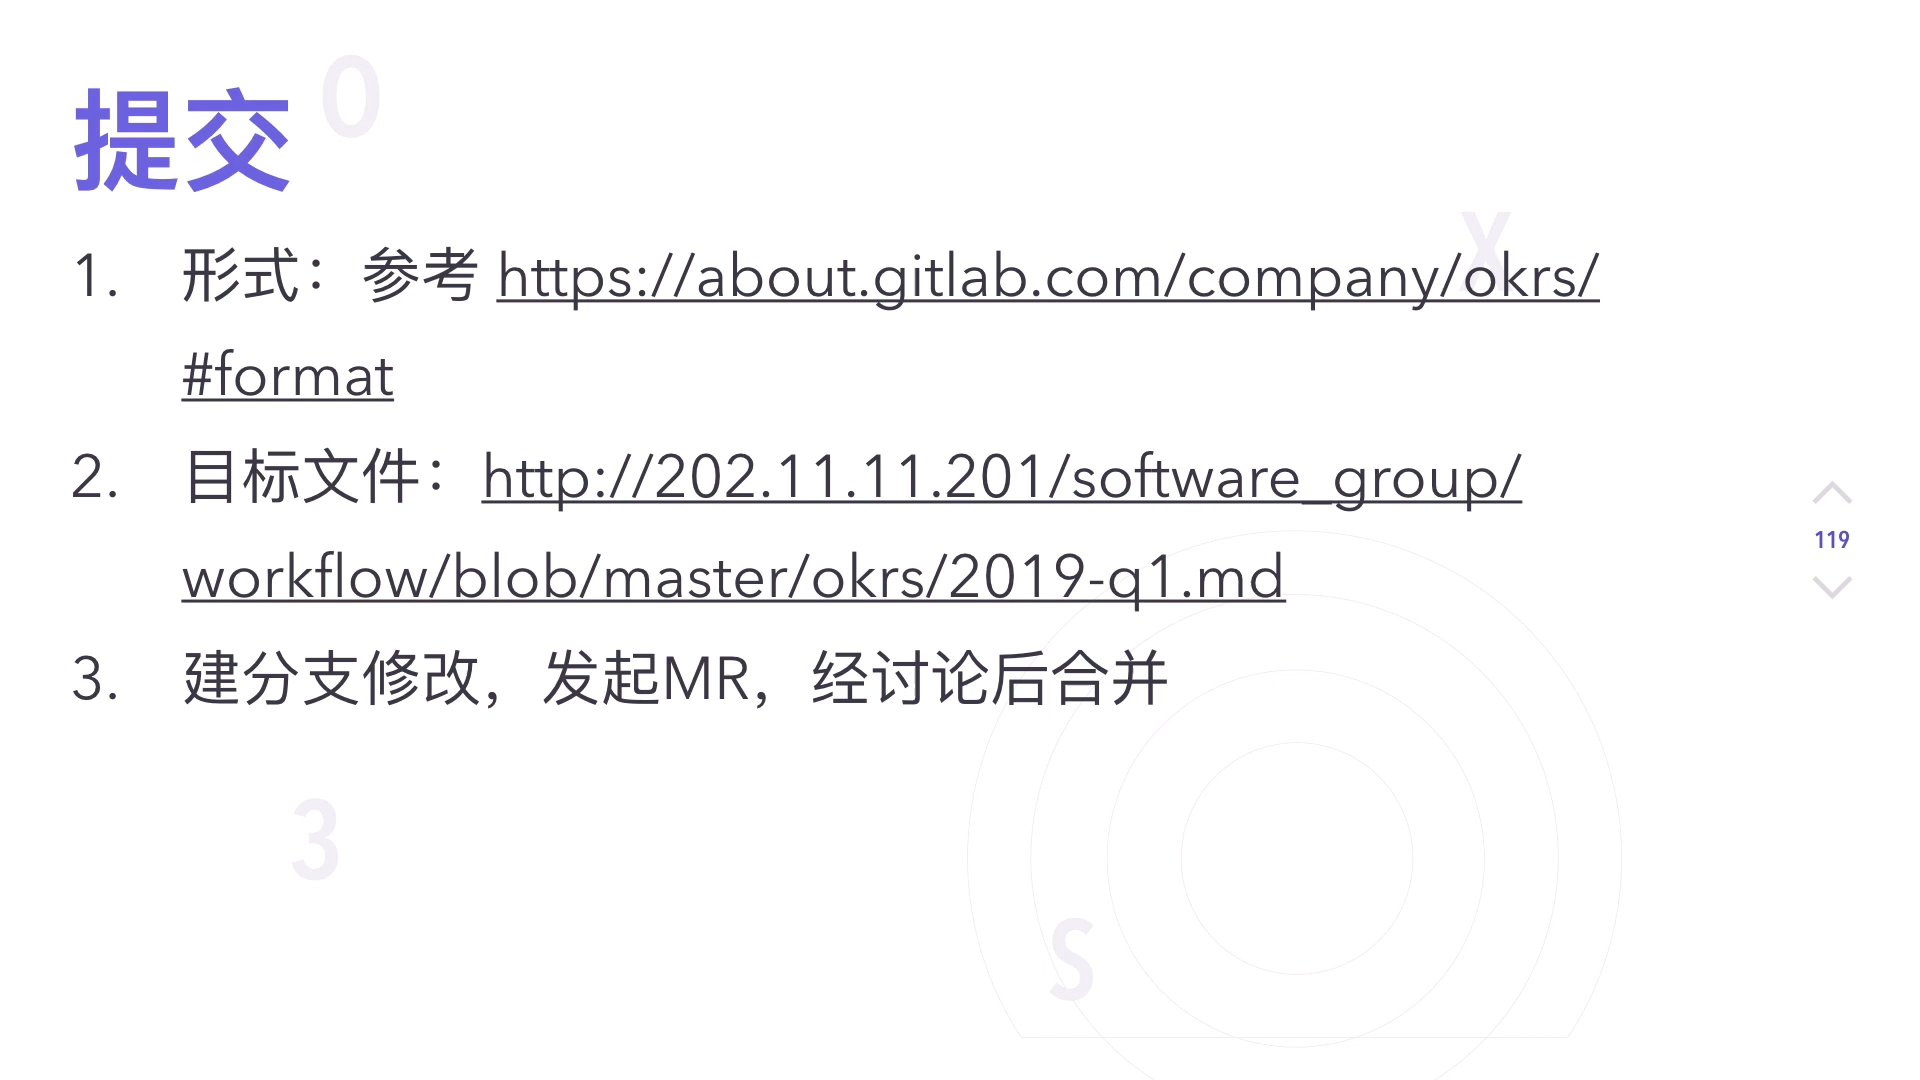 提交
O
X
1. 形式：参考 https://about.gitlab.com/company/okrs/
#format
2. 目标文件：http://202.11.11.201/software_group/
workflow/blob/master/okrs/2019-q1.md
119
3. 建分支修改，发起MR，经讨论后合并
3
S